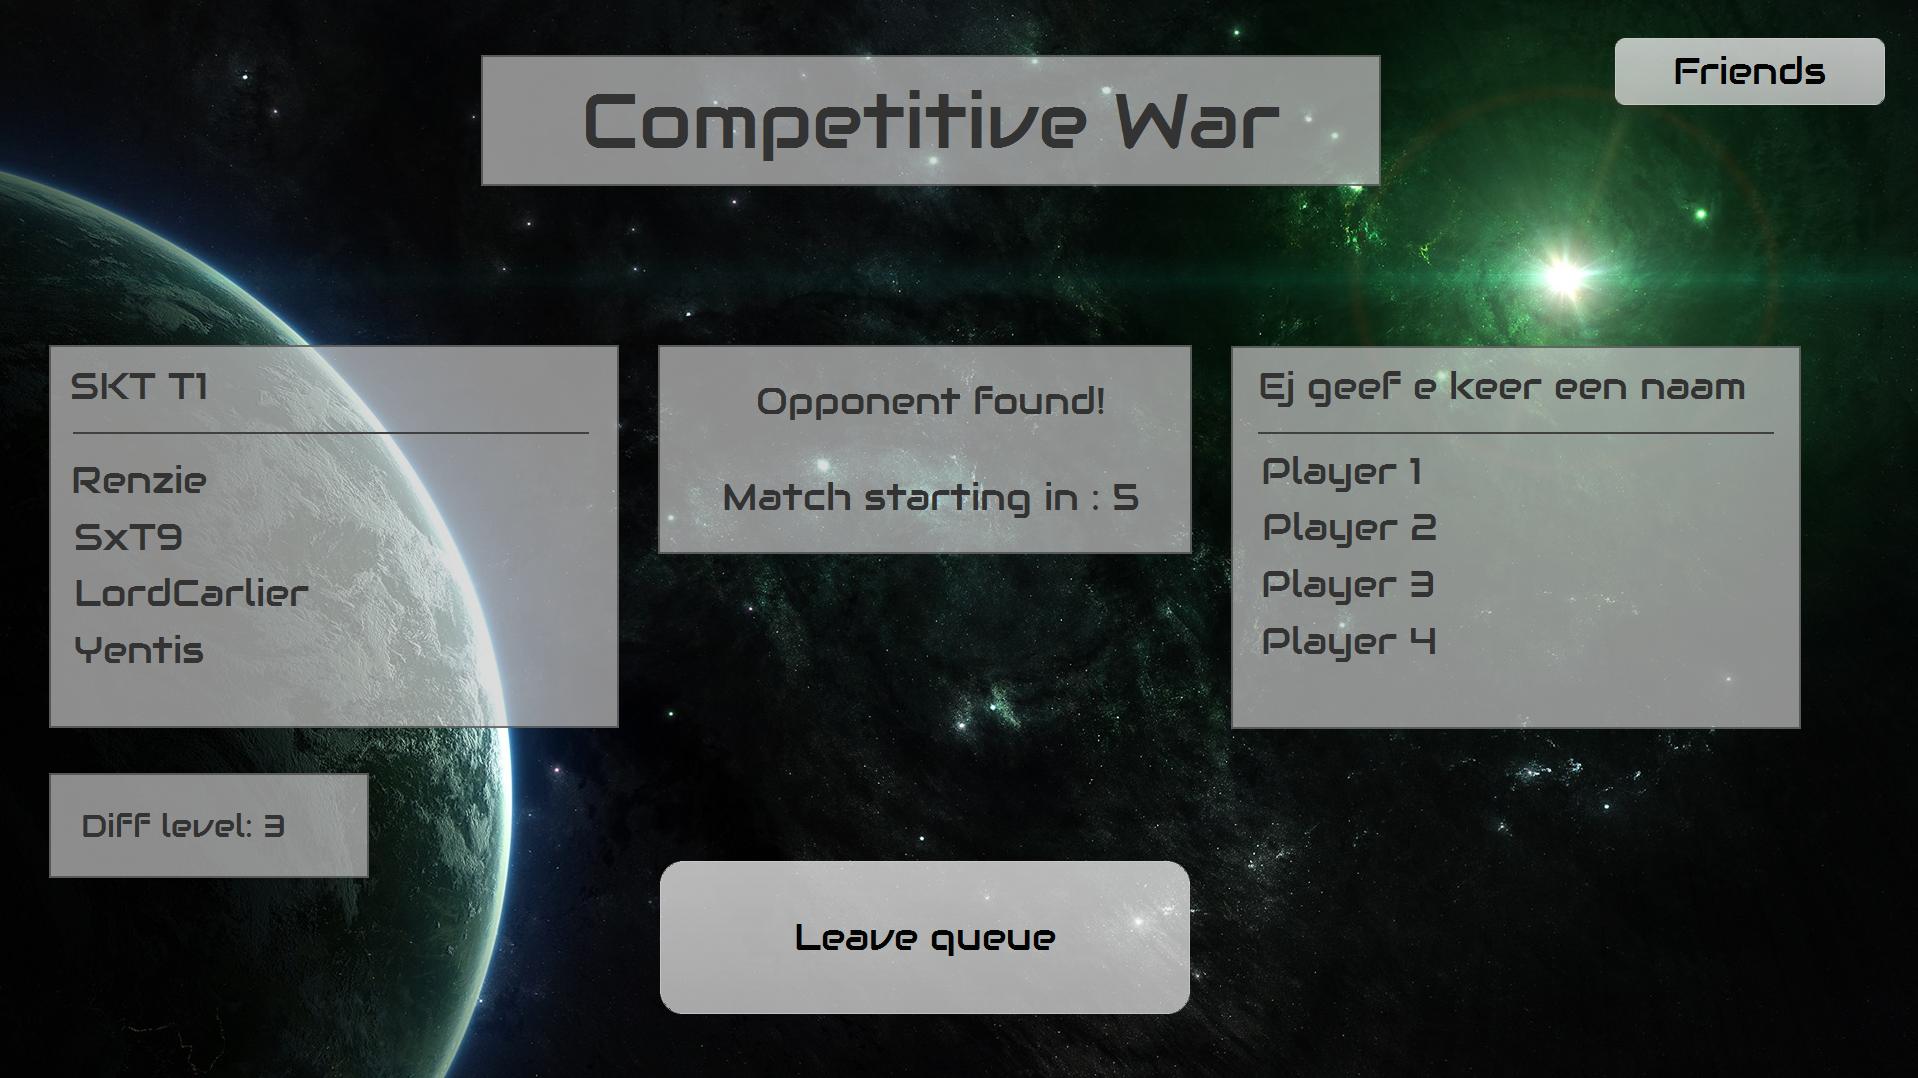 Competitive War
Friends
SKT T1
Renzie
SxT9
LordCarlier
Yentis
Opponent found!
Match starting in : 5
Ej geef e keer een naam
Player 1
Player 2
Player 3
Player 4
Diff level: 3
Leave queue